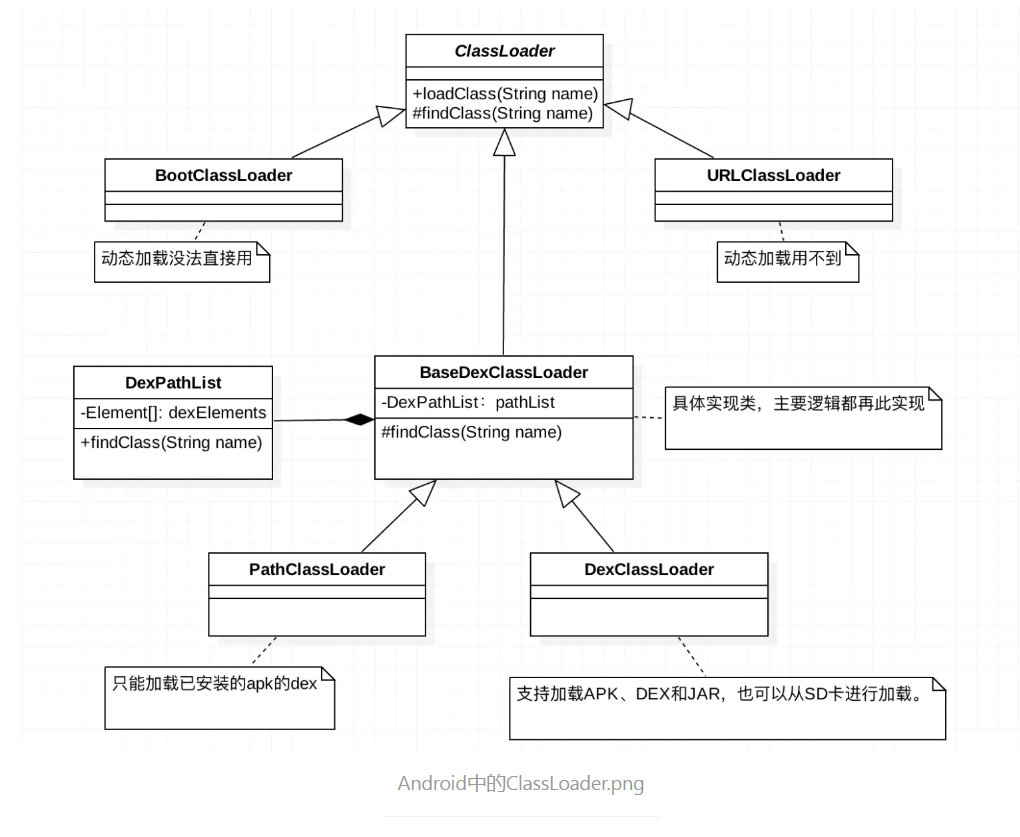 ClassLoader
+loadClass(String name)
#findClass(String name)
BootClassLoader
URLClassLoader
动态加载没法直接用
动态加载用不到
DexPathList
-Element[]: dexElements
+findClass(String name)
BaseDexClassLoader
-DexPathList：pathList
#findClass(String name)
具体实现类，主要逻辑都再此实现
PathClassLoader
DexClassLoader
只能加载已安装的apk的dex
支持加载APK、DEX和JAR，也可以从SD卡进行加载。
Android中的ClassLoader.png